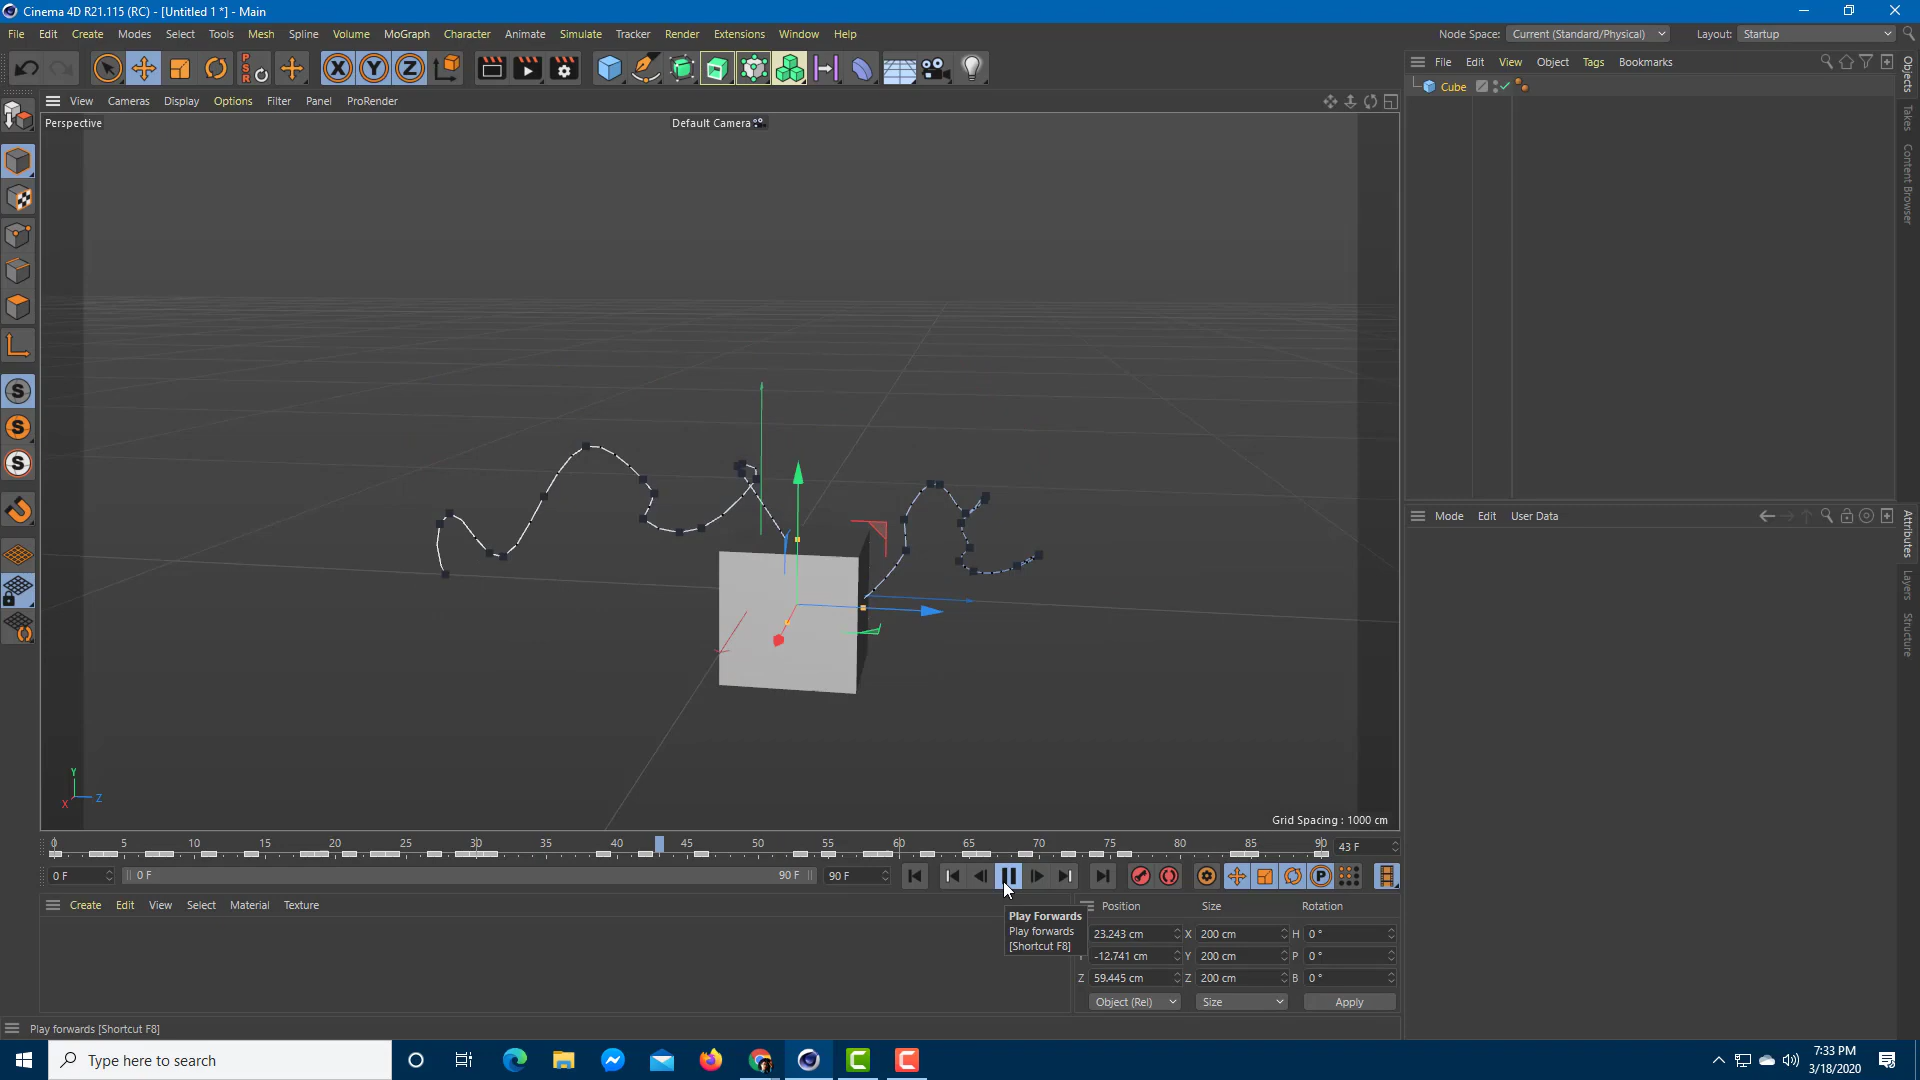 Cinema 4D R21.115 (RC) - [Untitled 1 *] - Main
File Edit Create Modes Select Tools Mesh Spline Volume MoGraph Character Animate Simulate Tracker Render Extensions Window Help
Node Space: Current (Standard/Physical) Layout: Startup
P S R X Y Z
File Edit View Object Tags Bookmarks
Cube
View Cameras Display Options Filter Panel ProRender
Perspective
Default Camera
Objects
Takes
Content Browser
Mode Edit User Data
Attributes
Layers
Structure
S
S
S
Y
X Z
Grid Spacing : 1000 cm
0 5 10 15 20 25 30 35 40 45 50 55 60 65 70 75 80 85 90 43 F
0 F 0 F 90 F 90 F P
Create Edit View Select Material Texture
Position Size Rotation
Play Forwards
Play forwards
[Shortcut F8]
23.243 cm X 200 cm H 0 °
-12.741 cm Y 200 cm P 0 °
Z 59.445 cm Z 200 cm B 0 °
Object (Rel) Size Apply
Play forwards [Shortcut F8]
Type here to search
7:33 PM
3/18/2020